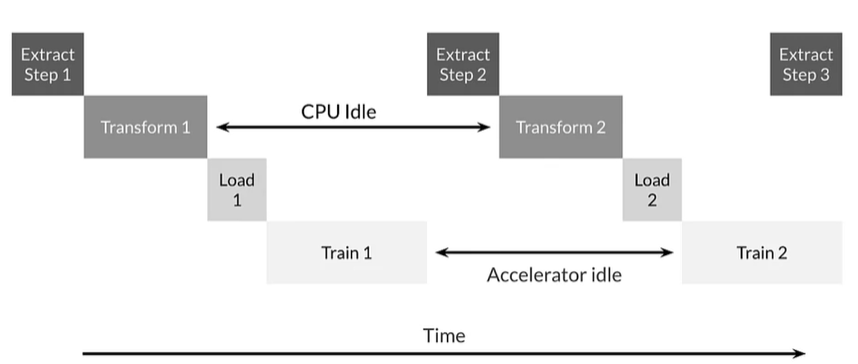 Extract
Step 1
Extract
Step 2
Extract
Step 3
Transform 1
CPU Idle
Transform 2
Load
1
Load
2
Train 1
Accelerator idle
Train 2
Time